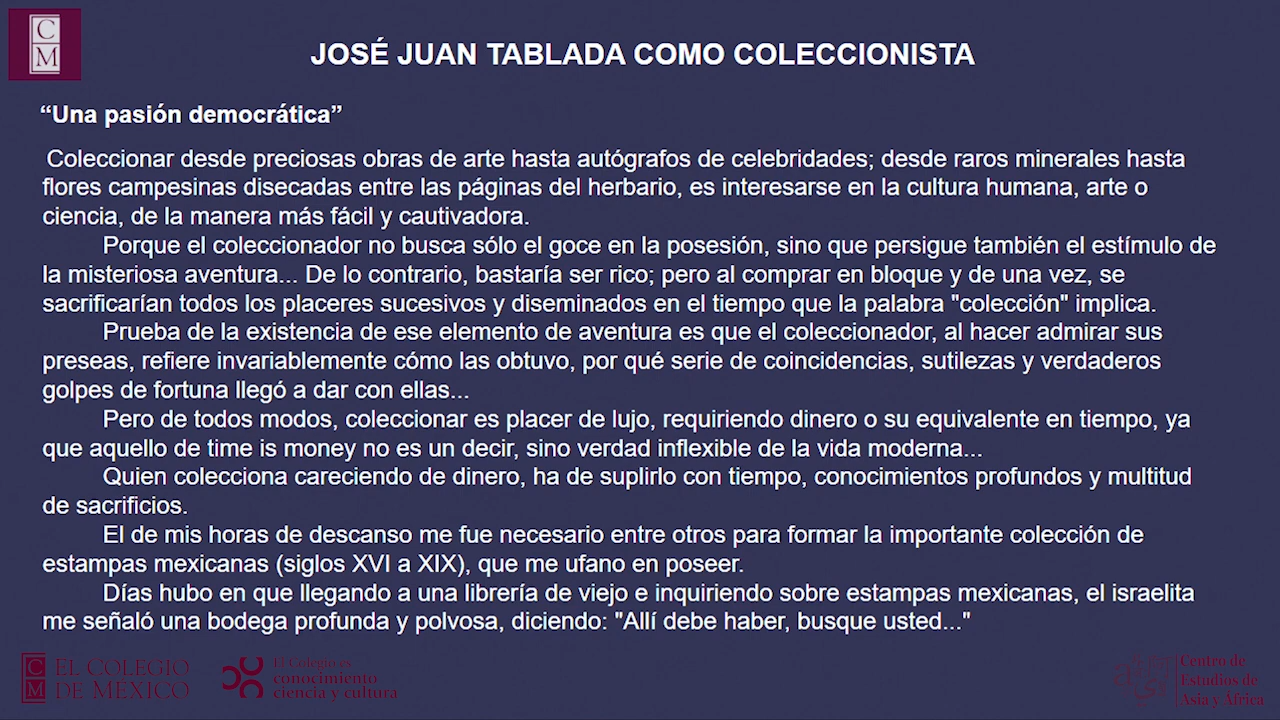 C
M
JOSÉ JUAN TABLADA COMO COLECCIONISTA
“Una pasión democrática”
Coleccionar desde preciosas obras de arte hasta autógrafos de celebridades; desde raros minerales hasta
flores campesinas disecadas entre las páginas del herbario, es interesarse en la cultura humana, arte o
ciencia, de la manera más fácil y cautivadora.
Porque el coleccionador no busca sólo el goce en la posesión, sino que persigue también el estímulo de
la misteriosa aventura... De lo contrario, bastaría ser rico; pero al comprar en bloque y de una vez, se
sacrificarían todos los placeres sucesivos y diseminados en el tiempo que la palabra "colección" implica.
Prueba de la existencia de ese elemento de aventura es que el coleccionador, al hacer admirar sus
preseas, refiere invariablemente cómo las obtuvo, por qué serie de coincidencias, sutilezas y verdaderos
golpes de fortuna llegó a dar con ellas...
Pero de todos modos, coleccionar es placer de lujo, requiriendo dinero o su equivalente en tiempo, ya
que aquello de time is money no es un decir, sino verdad inflexible de la vida moderna...
Quien colecciona careciendo de dinero, ha de suplirlo con tiempo, conocimientos profundos y multitud
de sacrificios.
El de mis horas de descanso me fue necesario entre otros para formar la importante colección de
estampas mexicanas (siglos XVI a XIX), que me ufano en poseer.
Días hubo en que llegando a una librería de viejo e inquiriendo sobre estampas mexicanas, el israelita
me señaló una bodega profunda y polvosa, diciendo: "Allí debe haber, busque usted..."
C
M
EL COLEGIO
DE MÉXICO
El Colegio es
conocimiento
ciencia y cultura
Centro de
Estudios de
Asia y África